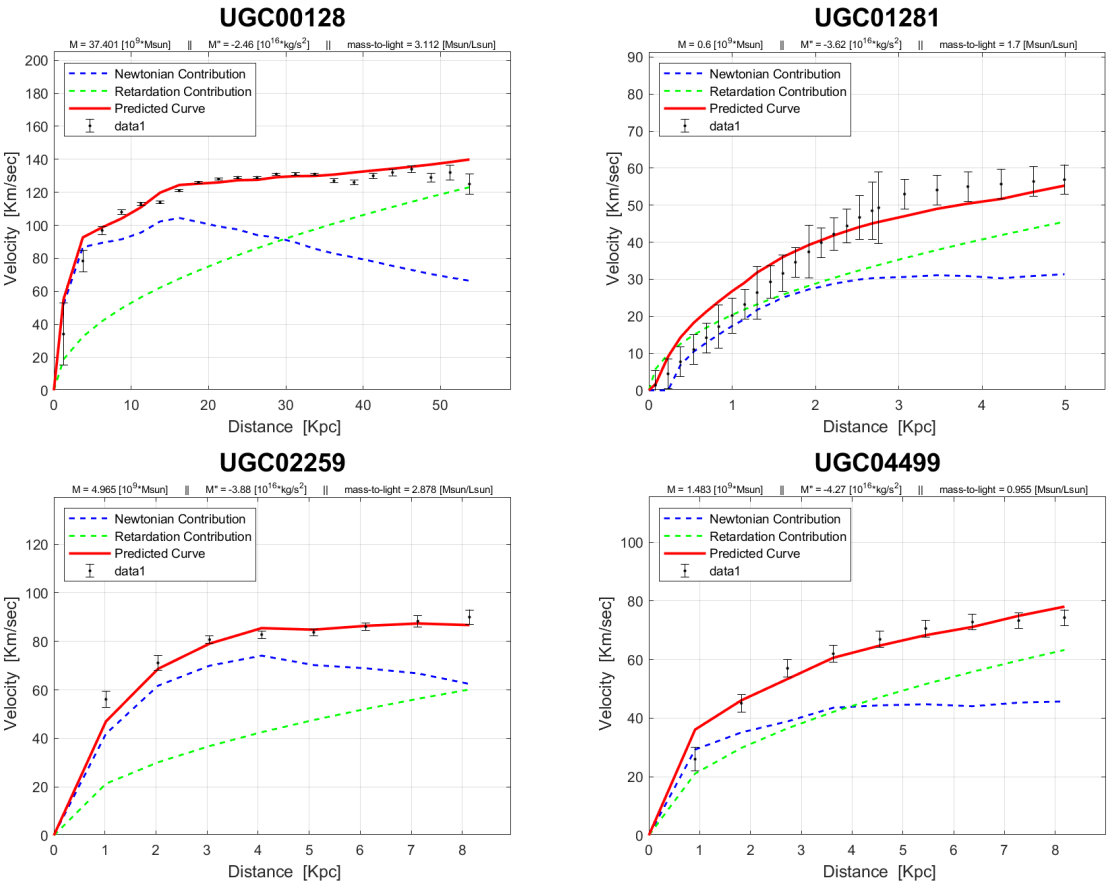 UGC00128
M = 37.401 [10^9*Msun] || M" = -2.46 [10^16*kg/s^2] || mass-to-light = 3.112 [Msun/Lsun]
Newtonian Contribution
Retardation Contribution
Predicted Curve
data1
200
180
160
140
120
100
80
60
40
20
0
Velocity [Km/sec]
0 10 20 30 40 50
Distance [Kpc]
UGC01281
M = 0.6 [10^9*Msun] || M" = -3.62 [10^16*kg/s^2] || mass-to-light = 1.7 [Msun/Lsun]
Newtonian Contribution
Retardation Contribution
Predicted Curve
data1
90
80
70
60
50
40
30
20
10
0
Velocity [Km/sec]
0 1 2 3 4 5
Distance [Kpc]
UGC02259
M = 4.965 [10^9*Msun] || M" = -3.88 [10^16*kg/s^2] || mass-to-light = 2.878 [Msun/Lsun]
Newtonian Contribution
Retardation Contribution
Predicted Curve
data1
120
100
80
60
40
20
0
Velocity [Km/sec]
0 1 2 3 4 5 6 7 8
Distance [Kpc]
UGC04499
M = 1.483 [10^9*Msun] || M" = -4.27 [10^16*kg/s^2] || mass-to-light = 0.955 [Msun/Lsun]
Newtonian Contribution
Retardation Contribution
Predicted Curve
data1
100
80
60
40
20
0
Velocity [Km/sec]
0 1 2 3 4 5 6 7 8
Distance [Kpc]